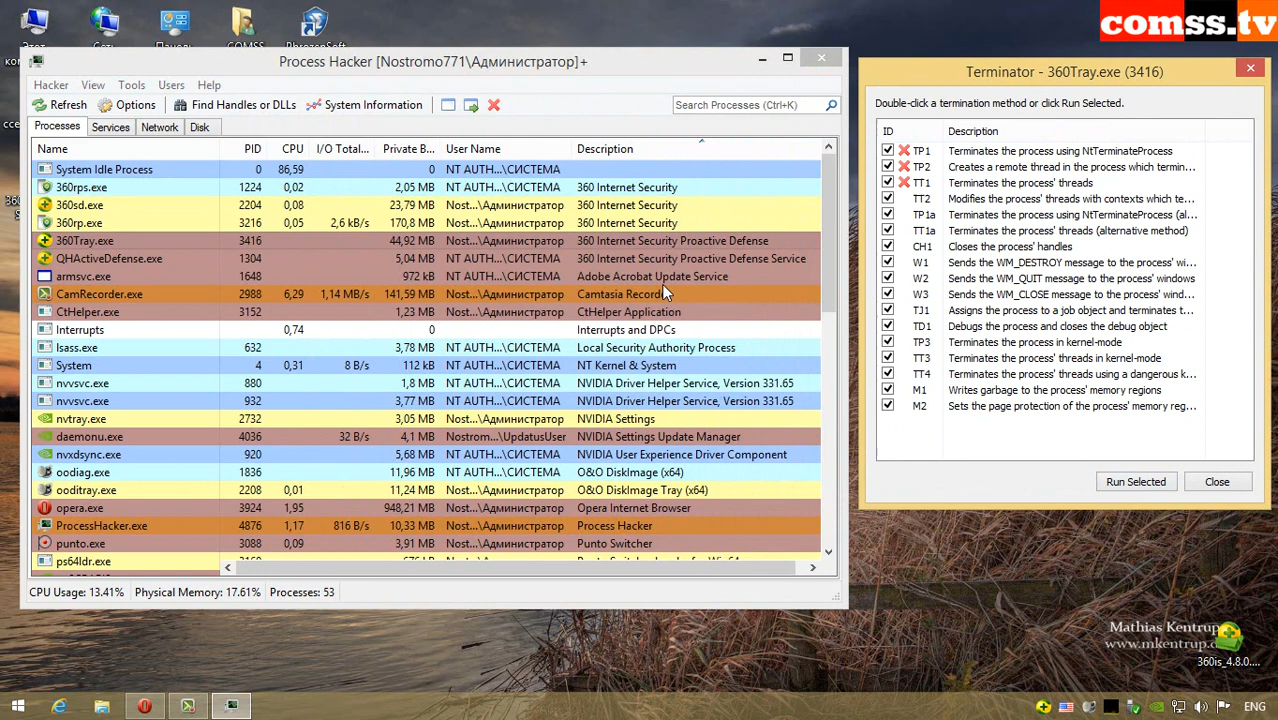 comss.tv
Сеть
COMSS
PhrozenSoft
Process Hacker [Nostromo771\Администратор]+
Hacker View Tools Users Help
Refresh Options Find Handles or DLLs System Information Search Processes (Ctrl+K)
Processes Services Network Disk
Name PID CPU I/O Total... Private B... User Name Description
System Idle Process 0 86,59 0 NT AUTH...\СИСТЕМА
360rps.exe 1224 0,02 2,05 MB NT AUTH...\СИСТЕМА 360 Internet Security
360sd.exe 2204 0,08 23,79 MB Nost...\Администратор 360 Internet Security
360rp.exe 3216 0,05 2,6 kB/s 170,8 MB Nost...\Администратор 360 Internet Security
360Tray.exe 3416 44,92 MB Nost...\Администратор 360 Internet Security Proactive Defense
QHActiveDefense.exe 1304 5,04 MB NT AUTH...\СИСТЕМА 360 Internet Security Proactive Defense Service
armsvc.exe 1648 972 kB NT AUTH...\СИСТЕМА Adobe Acrobat Update Service
CamRecorder.exe 2988 6,29 1,14 MB/s 141,59 MB Nost...\Администратор Camtasia Recorder
CtHelper.exe 3152 1,23 MB Nost...\Администратор CtHelper Application
Interrupts 0,74 0 Interrupts and DPCs
lsass.exe 632 3,78 MB NT AUTH...\СИСТЕМА Local Security Authority Process
System 4 0,31 8 B/s 112 kB NT AUTH...\СИСТЕМА NT Kernel & System
nvvsvc.exe 880 1,8 MB NT AUTH...\СИСТЕМА NVIDIA Driver Helper Service, Version 331.65
nvvsvc.exe 932 3,77 MB NT AUTH...\СИСТЕМА NVIDIA Driver Helper Service, Version 331.65
nvtray.exe 2732 3,05 MB Nost...\Администратор NVIDIA Settings
daemonu.exe 4036 32 B/s 4,1 MB Nostrom...\UpdatusUser NVIDIA Settings Update Manager
nvxdsync.exe 920 5,68 MB NT AUTH...\СИСТЕМА NVIDIA User Experience Driver Component
oodiag.exe 1836 11,96 MB NT AUTH...\СИСТЕМА O&O DiskImage (x64)
ooditray.exe 2208 0,01 11,24 MB Nost...\Администратор O&O DiskImage Tray (x64)
opera.exe 3924 1,95 948,21 MB Nost...\Администратор Opera Internet Browser
ProcessHacker.exe 4876 1,17 816 B/s 10,33 MB Nost...\Администратор Process Hacker
punto.exe 3088 0,09 3,91 MB Nost...\Администратор Punto Switcher
ps64ldr.exe
CPU Usage: 13.41% Physical Memory: 17.61% Processes: 53
Terminator - 360Tray.exe (3416)
Double-click a termination method or click Run Selected.
ID Description
TP1 Terminates the process using NtTerminateProcess
TP2 Creates a remote thread in the process which termin...
TT1 Terminates the process' threads
TT2 Modifies the process' threads with contexts which te...
TP1a Terminates the process using NtTerminateProcess (al...
TT1a Terminates the process' threads (alternative method)
CH1 Closes the process' handles
W1 Sends the WM_DESTROY message to the process' wi...
W2 Sends the WM_QUIT message to the process' windows
W3 Sends the WM_CLOSE message to the process' wind...
TJ1 Assigns the process to a job object and terminates t...
TD1 Debugs the process and closes the debug object
TP3 Terminates the process in kernel-mode
TT3 Terminates the process' threads in kernel-mode
TT4 Terminates the process' threads using a dangerous k...
M1 Writes garbage to the process' memory regions
M2 Sets the page protection of the process' memory reg...
Run Selected Close
Mathias Kentrup
www.mkentrup.d
360is_4.8.0....
ENG